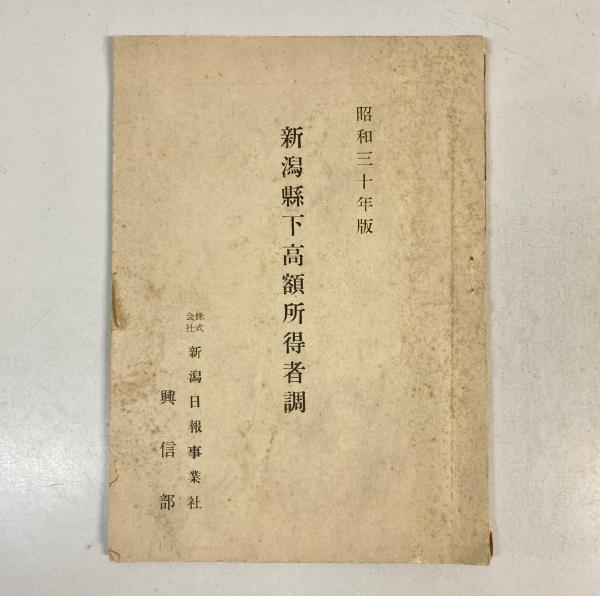 昭和三十年版
新潟縣下高額所得者調
株式会社 新潟日報事業社
興信部